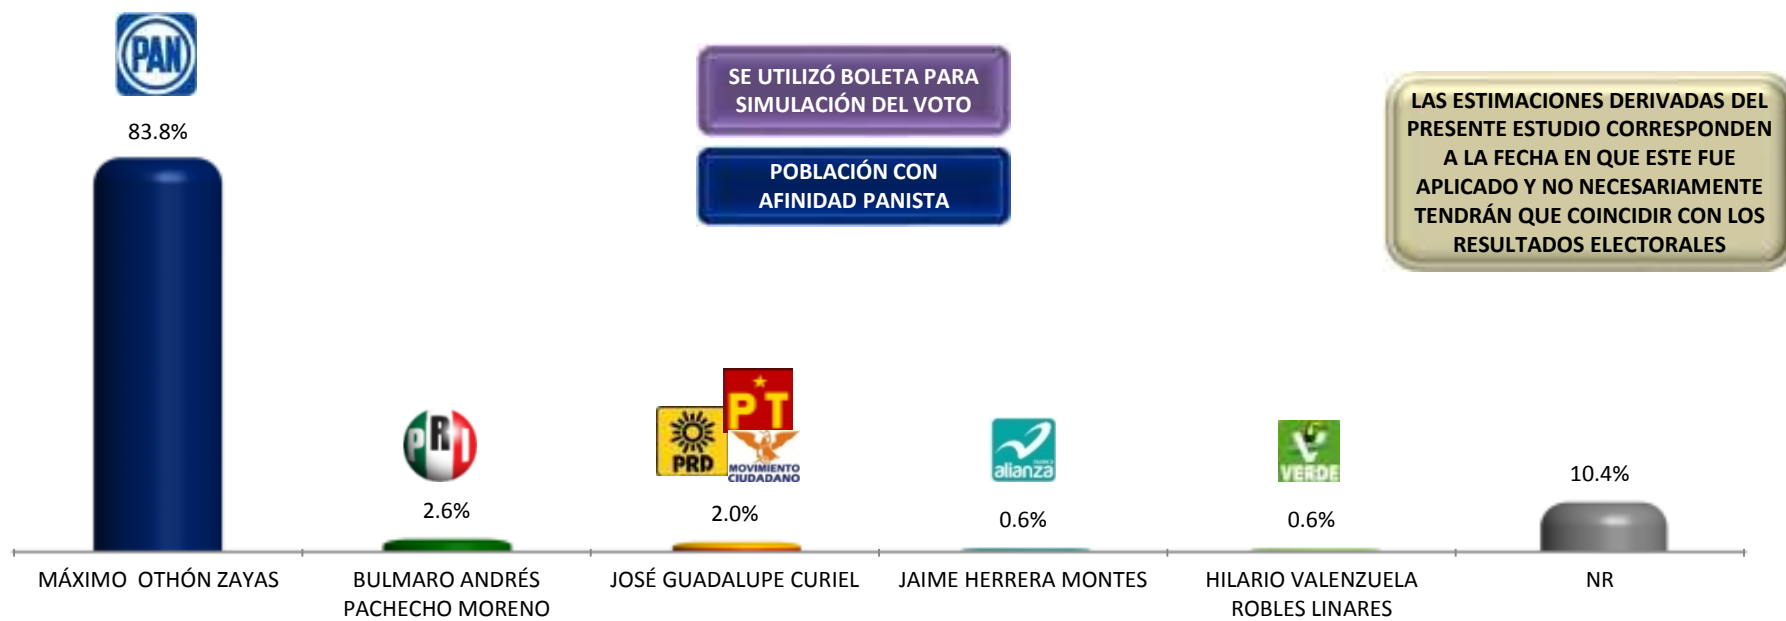 PAN
83.8%
SE UTILIZÓ BOLETA PARA
SIMULACIÓN DEL VOTO
POBLACIÓN CON
AFINIDAD PANISTA
LAS ESTIMACIONES DERIVADAS DEL
PRESENTE ESTUDIO CORRESPONDEN
A LA FECHA EN QUE ESTE FUE
APLICADO Y NO NECESARIAMENTE
TENDRÁN QUE COINCIDIR CON LOS
RESULTADOS ELECTORALES
PRI
2.6%
PT
PRD
MOVIMIENTO
CIUDADANO
2.0%
alianza
0.6%
VERDE
0.6%
10.4%
MÁXIMO OTHÓN ZAYAS
BULMARO ANDRÉS
PACHECHO MORENO
JOSÉ GUADALUPE CURIEL
JAIME HERRERA MONTES
HILARIO VALENZUELA
ROBLES LINARES
NR